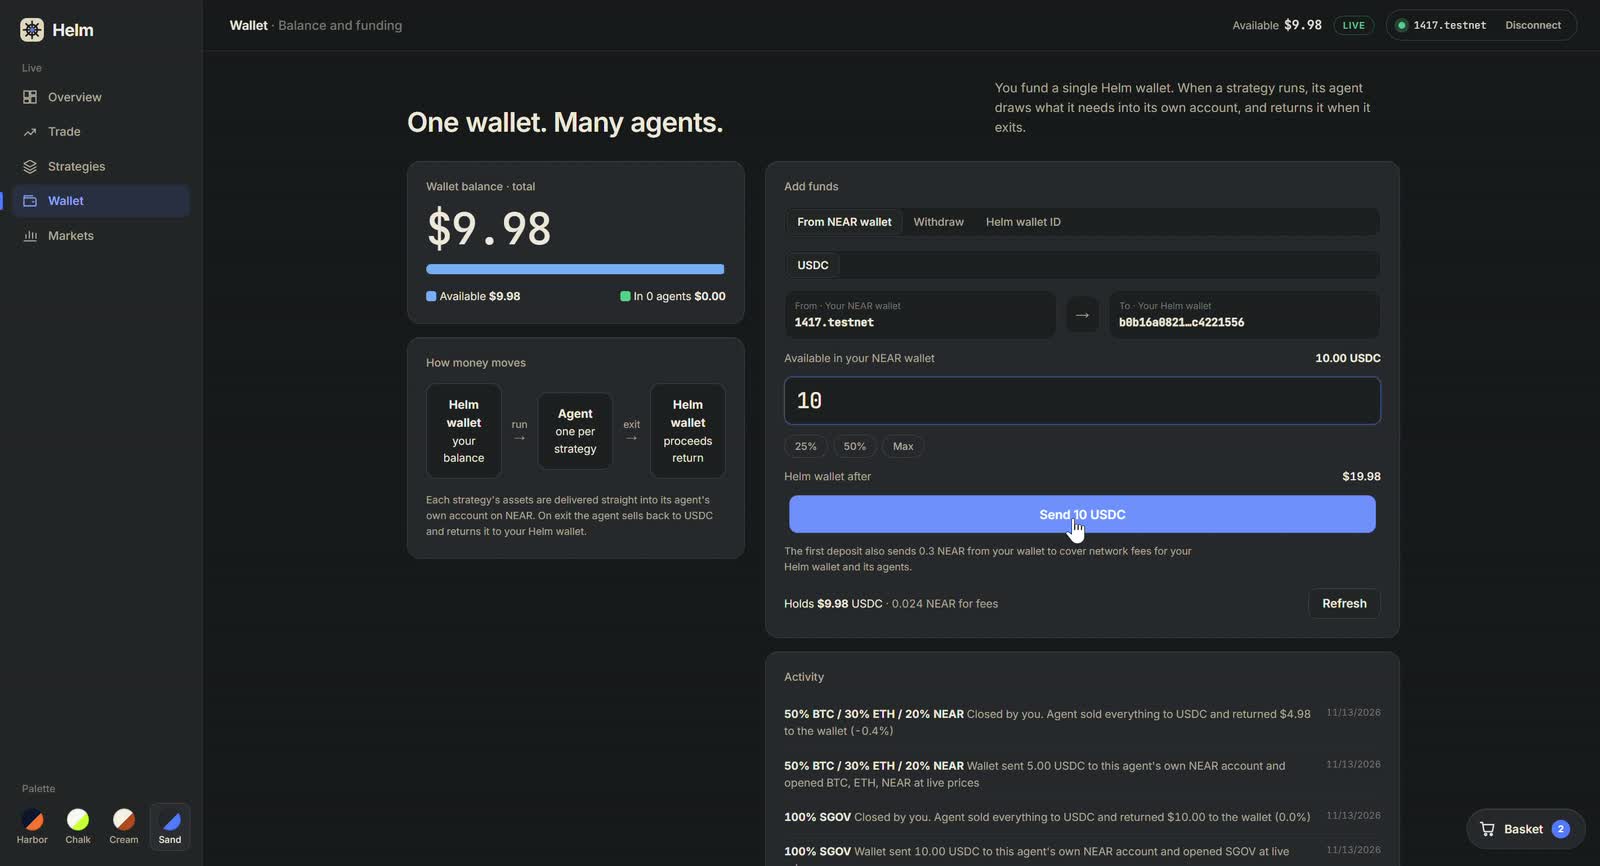 Helm
Wallet · Balance and funding
Available $9.98
LIVE
1417.testnet
Disconnect
Live
Overview
Trade
Strategies
Wallet
Markets
One wallet. Many agents.
You fund a single Helm wallet. When a strategy runs, its agent
draws what it needs into its own account, and returns it when it
exits.
Wallet balance · total
$9.98
Available $9.98
In 0 agents $0.00
How money moves
Helm
wallet
your
balance
run
→
Agent
one per
strategy
exit
→
Helm
wallet
proceeds
return
Each strategy's assets are delivered straight into its agent's
own account on NEAR. On exit the agent sells back to USDC
and returns it to your Helm wallet.
Add funds
From NEAR wallet
Withdraw
Helm wallet ID
USDC
From · Your NEAR wallet
1417.testnet
→
To · Your Helm wallet
b0b16a0821…c4221556
Available in your NEAR wallet
10.00 USDC
10
25%
50%
Max
Helm wallet after
$19.98
Send 10 USDC
The first deposit also sends 0.3 NEAR from your wallet to cover network fees for your
Helm wallet and its agents.
Holds $9.98 USDC · 0.024 NEAR for fees
Refresh
Activity
50% BTC / 30% ETH / 20% NEAR Closed by you. Agent sold everything to USDC and returned $4.98
to the wallet (-0.4%)
11/13/2026
50% BTC / 30% ETH / 20% NEAR Wallet sent 5.00 USDC to this agent's own NEAR account and
opened BTC, ETH, NEAR at live prices
11/13/2026
100% SGOV Closed by you. Agent sold everything to USDC and returned $10.00 to the wallet (0.0%)
11/13/2026
100% SGOV Wallet sent 10.00 USDC to this agent's own NEAR account and opened SGOV at live
11/13/2026
Palette
Harbor
Chalk
Cream
Sand
Basket 2